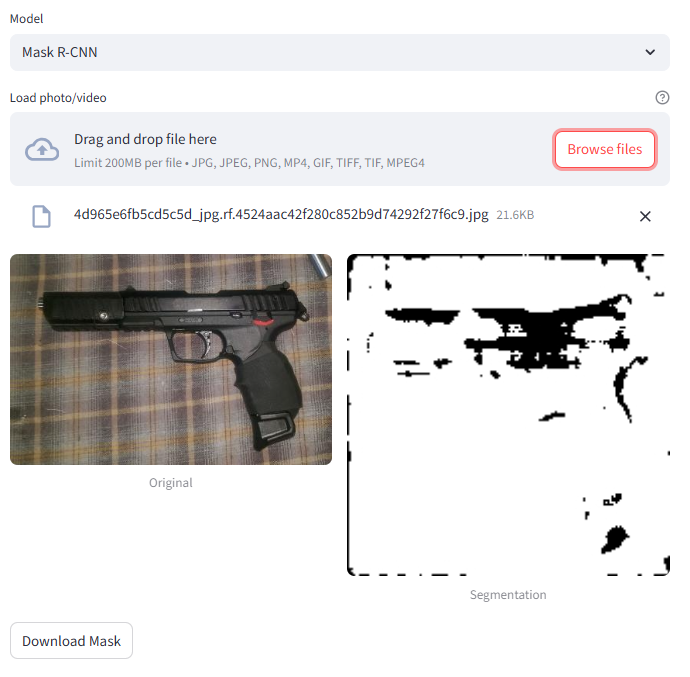 Model
Mask R-CNN
Load photo/video
Drag and drop file here
Limit 200MB per file • JPG, JPEG, PNG, MP4, GIF, TIFF, TIF, MPEG4
Browse files
4d965e6fb5cd5c5d_jpg.rf.4524aac42f280c852b9d74292f27f6c9.jpg 21.6KB
Original
Segmentation
Download Mask